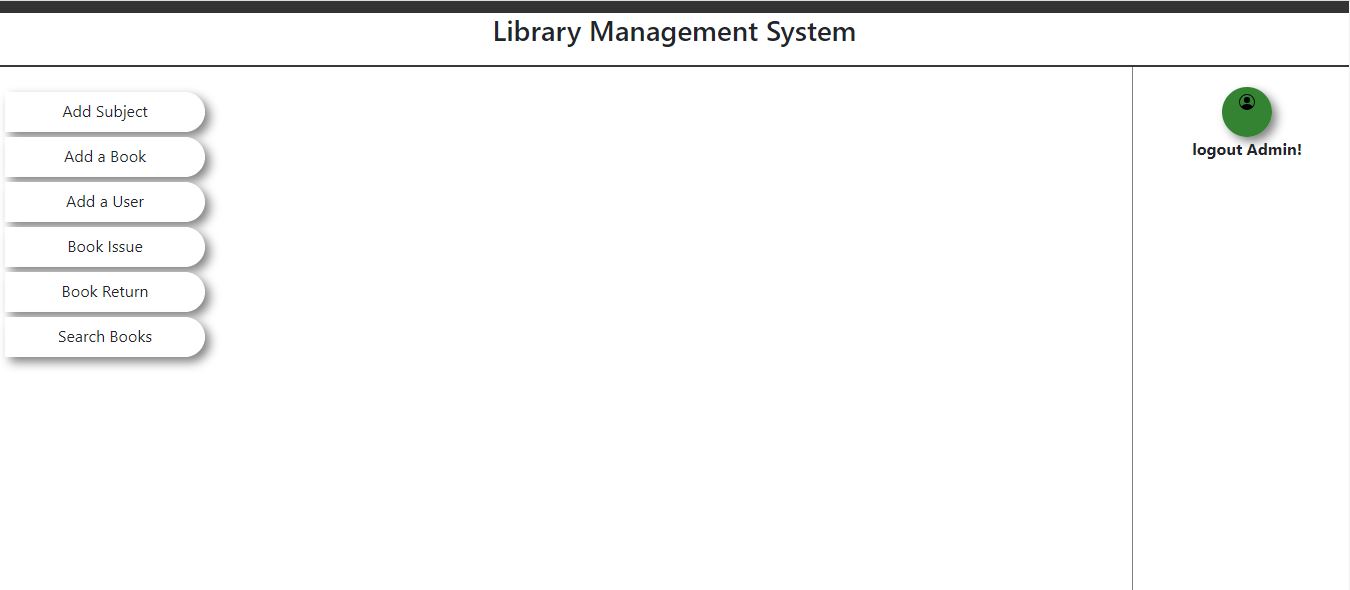 Library Management System
Add Subject
Add a Book
Add a User
Book Issue
Book Return
Search Books
logout Admin!